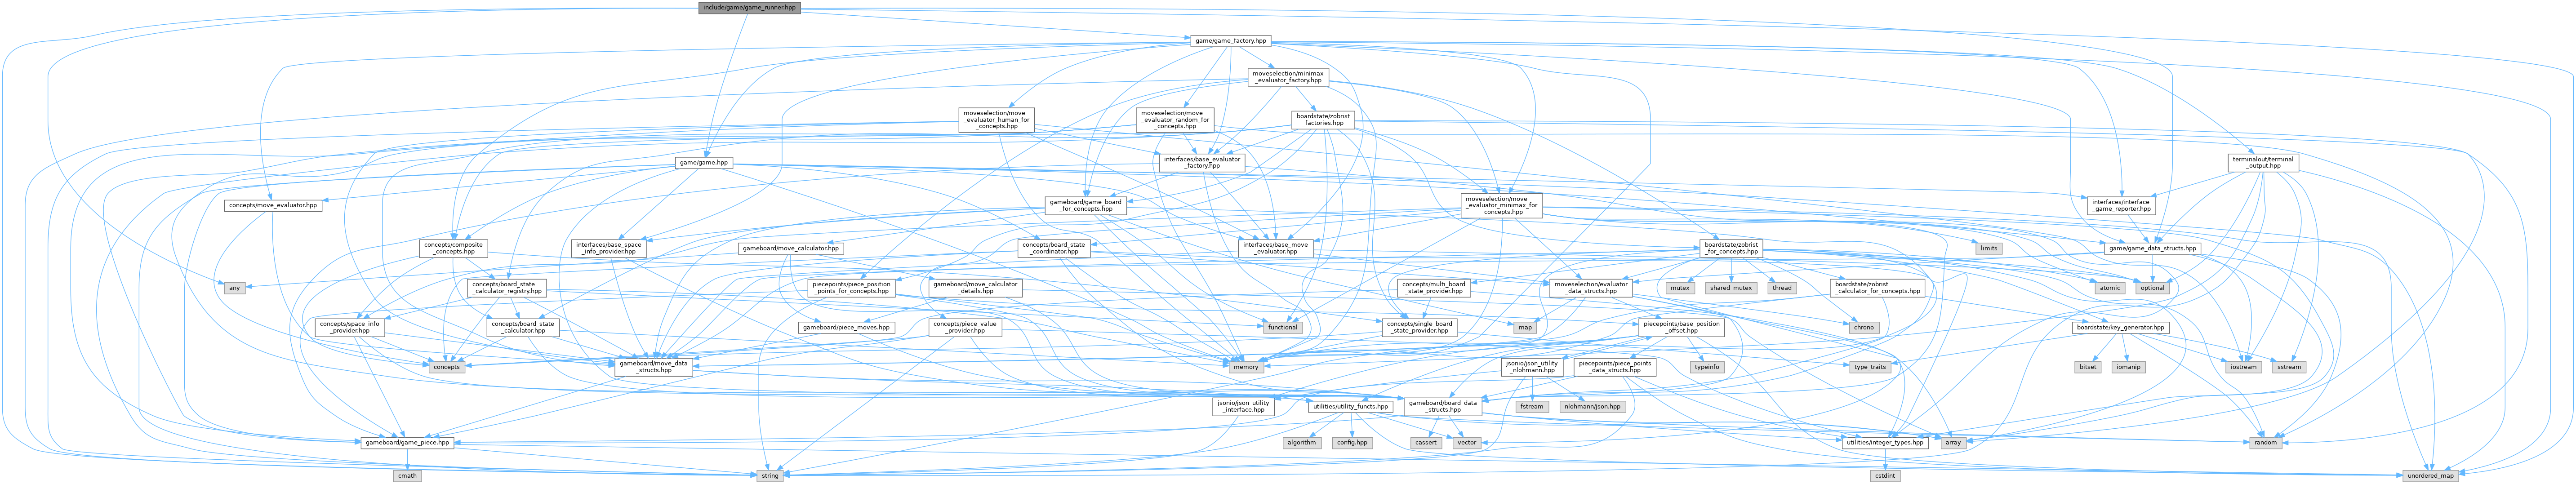 include/game/game_runner.hpp
game/game_factory.hpp
moveselection/minimax
_evaluator_factory.hpp
moveselection/move
_evaluator_human_for
_concepts.hpp
moveselection/move
_evaluator_random_for
_concepts.hpp
boardstate/zobrist
_factories.hpp
game/game.hpp
interfaces/base_evaluator
_factory.hpp
terminalout/terminal
_output.hpp
concepts/move_evaluator.hpp
gameboard/game_board
_for_concepts.hpp
moveselection/move
_evaluator_minimax_for
_concepts.hpp
interfaces/interface
_game_reporter.hpp
concepts/composite
_concepts.hpp
interfaces/base_space
_info_provider.hpp
gameboard/move_calculator.hpp
concepts/board_state
_coordinator.hpp
interfaces/base_move
_evaluator.hpp
boardstate/zobrist
_for_concepts.hpp
limits
game/game_data_structs.hpp
any
concepts/board_state
_calculator_registry.hpp
piecepoints/piece_position
_points_for_concepts.hpp
gameboard/move_calculator
_details.hpp
concepts/multi_board
_state_provider.hpp
moveselection/evaluator
_data_structs.hpp
mutex
shared_mutex
thread
boardstate/zobrist
_calculator_for_concepts.hpp
atomic
optional
concepts/space_info
_provider.hpp
concepts/board_state
_calculator.hpp
gameboard/piece_moves.hpp
concepts/piece_value
_provider.hpp
functional
concepts/single_board
_state_provider.hpp
map
piecepoints/base_position
_offset.hpp
chrono
boardstate/key_generator.hpp
concepts
gameboard/move_data
_structs.hpp
memory
jsonio/json_utility
_nlohmann.hpp
piecepoints/piece_points
_data_structs.hpp
typeinfo
type_traits
bitset
iomanip
iostream
sstream
jsonio/json_utility
_interface.hpp
utilities/utility_functs.hpp
fstream
nlohmann/json.hpp
gameboard/board_data
_structs.hpp
gameboard/game_piece.hpp
algorithm
config.hpp
cassert
vector
utilities/integer_types.hpp
array
random
cmath
string
cstdint
unordered_map